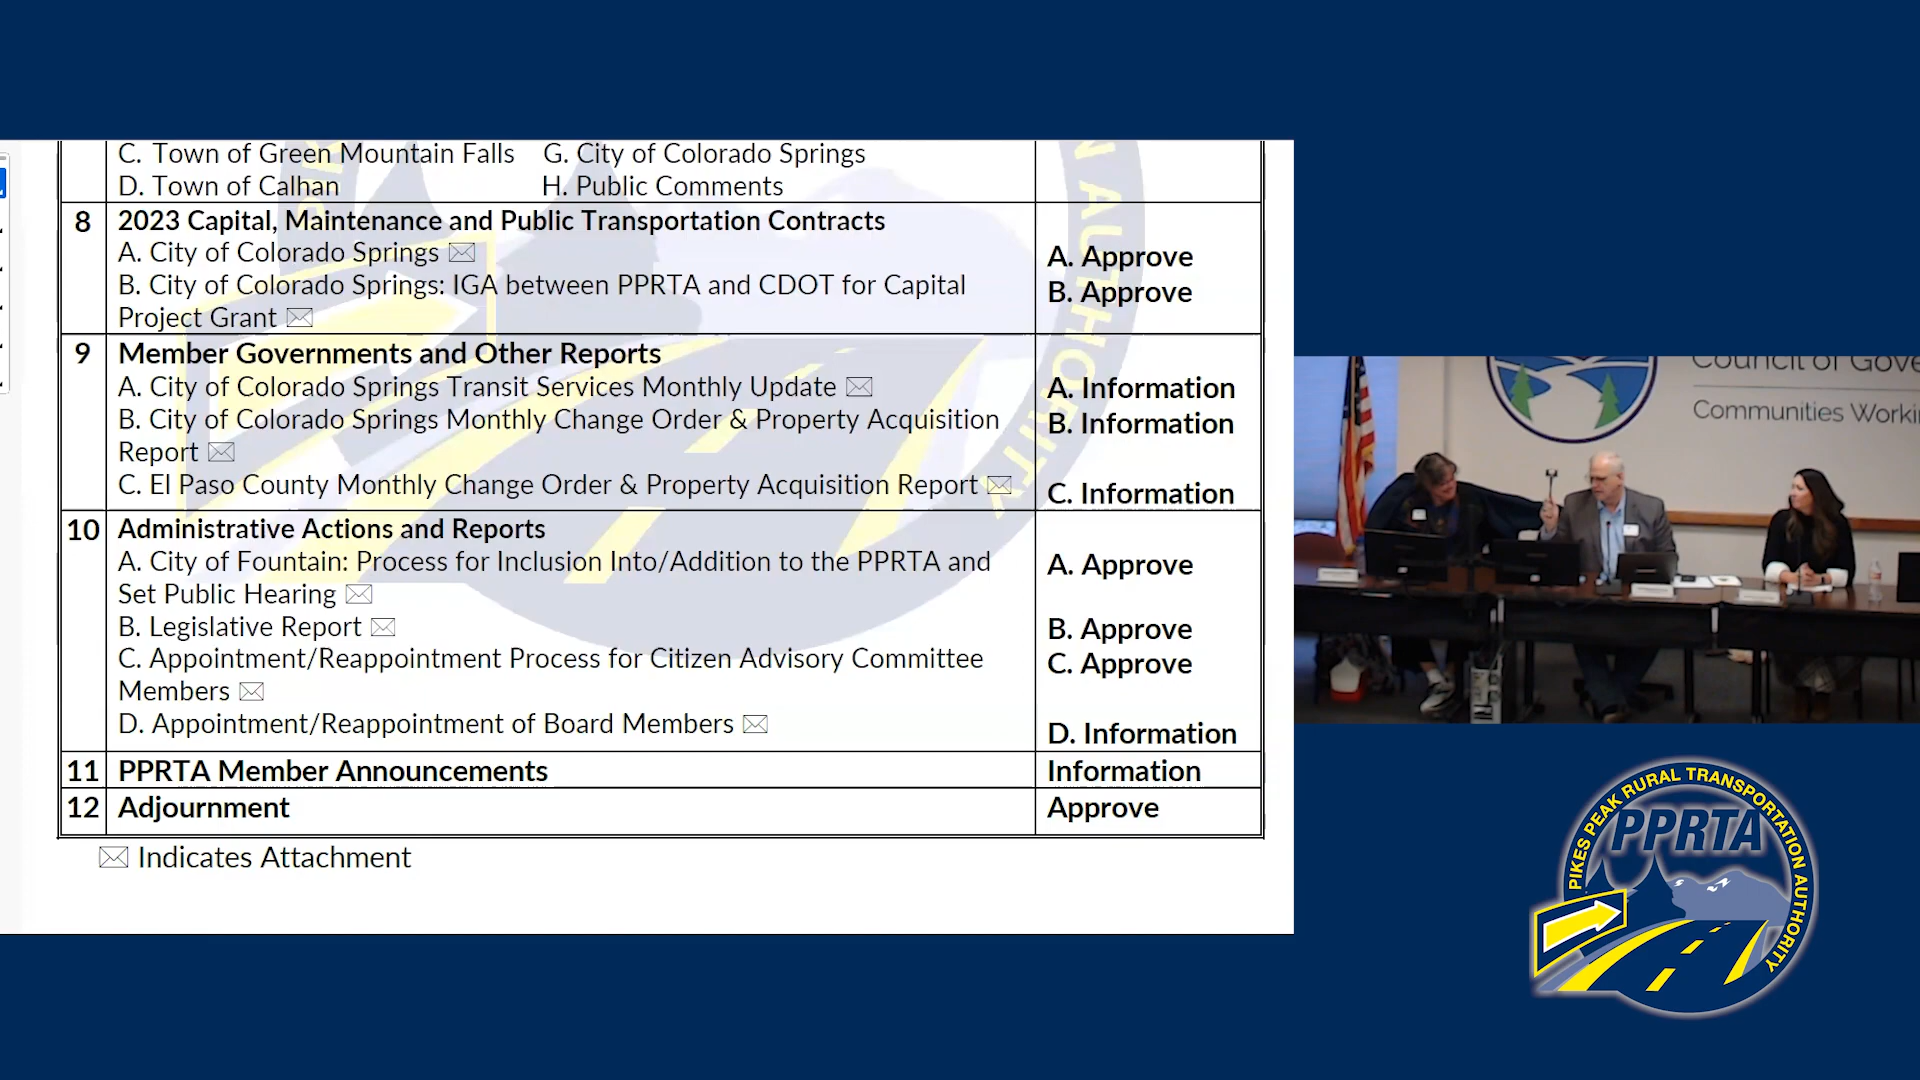 C. Town of Green Mountain Falls G. City of Colorado Springs
D. Town of Calhan H. Public Comments
8 2023 Capital, Maintenance and Public Transportation Contracts
A. City of Colorado Springs A. Approve
B. City of Colorado Springs: IGA between PPRTA and CDOT for Capital B. Approve
Project Grant
9 Member Governments and Other Reports
A. City of Colorado Springs Transit Services Monthly Update A. Information
B. City of Colorado Springs Monthly Change Order & Property Acquisition B. Information
Report
C. El Paso County Monthly Change Order & Property Acquisition Report C. Information
10 Administrative Actions and Reports
A. City of Fountain: Process for Inclusion Into/Addition to the PPRTA and A. Approve
Set Public Hearing
B. Legislative Report B. Approve
C. Appointment/Reappointment Process for Citizen Advisory Committee C. Approve
Members
D. Appointment/Reappointment of Board Members D. Information
11 PPRTA Member Announcements Information
12 Adjournment Approve
Indicates Attachment
N AUTHORITY
Council of Gove
Communities Workin
PIKES PEAK RURAL TRANSPORTATION AUTHORITY
PPRTA